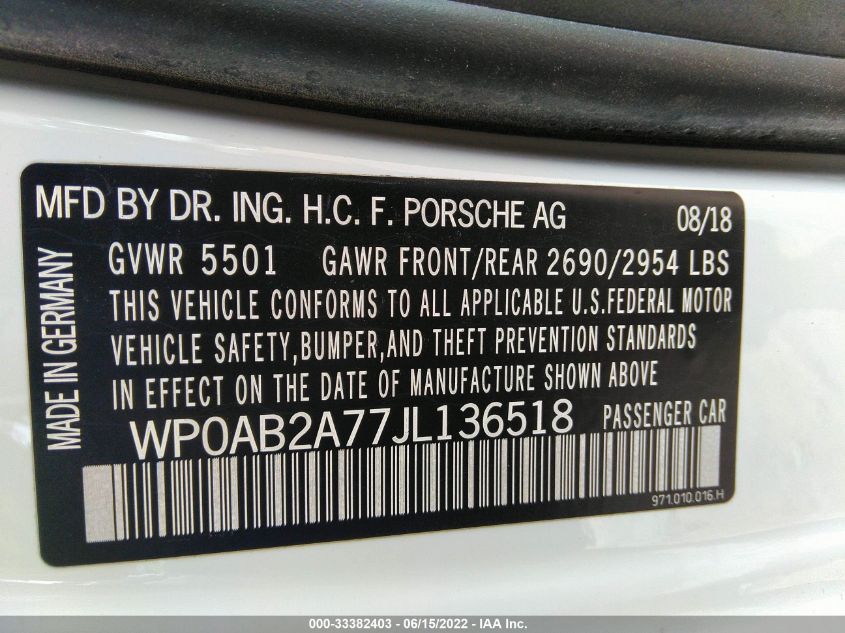 MFD BY DR. ING. H.C. F. PORSCHE AG 08/18
GVWR 5501 GAWR FRONT/REAR 2690/2954 LBS
THIS VEHICLE CONFORMS TO ALL APPLICABLE U.S.FEDERAL MOTOR
VEHICLE SAFETY,BUMPER,AND THEFT PREVENTION STANDARDS
IN EFFECT ON THE DATE OF MANUFACTURE SHOWN ABOVE
WP0AB2A77JL136518 PASSENGER CAR
MADE IN GERMANY
971.010.016.H
000-33382403 - 06/15/2022 - IAA Inc.